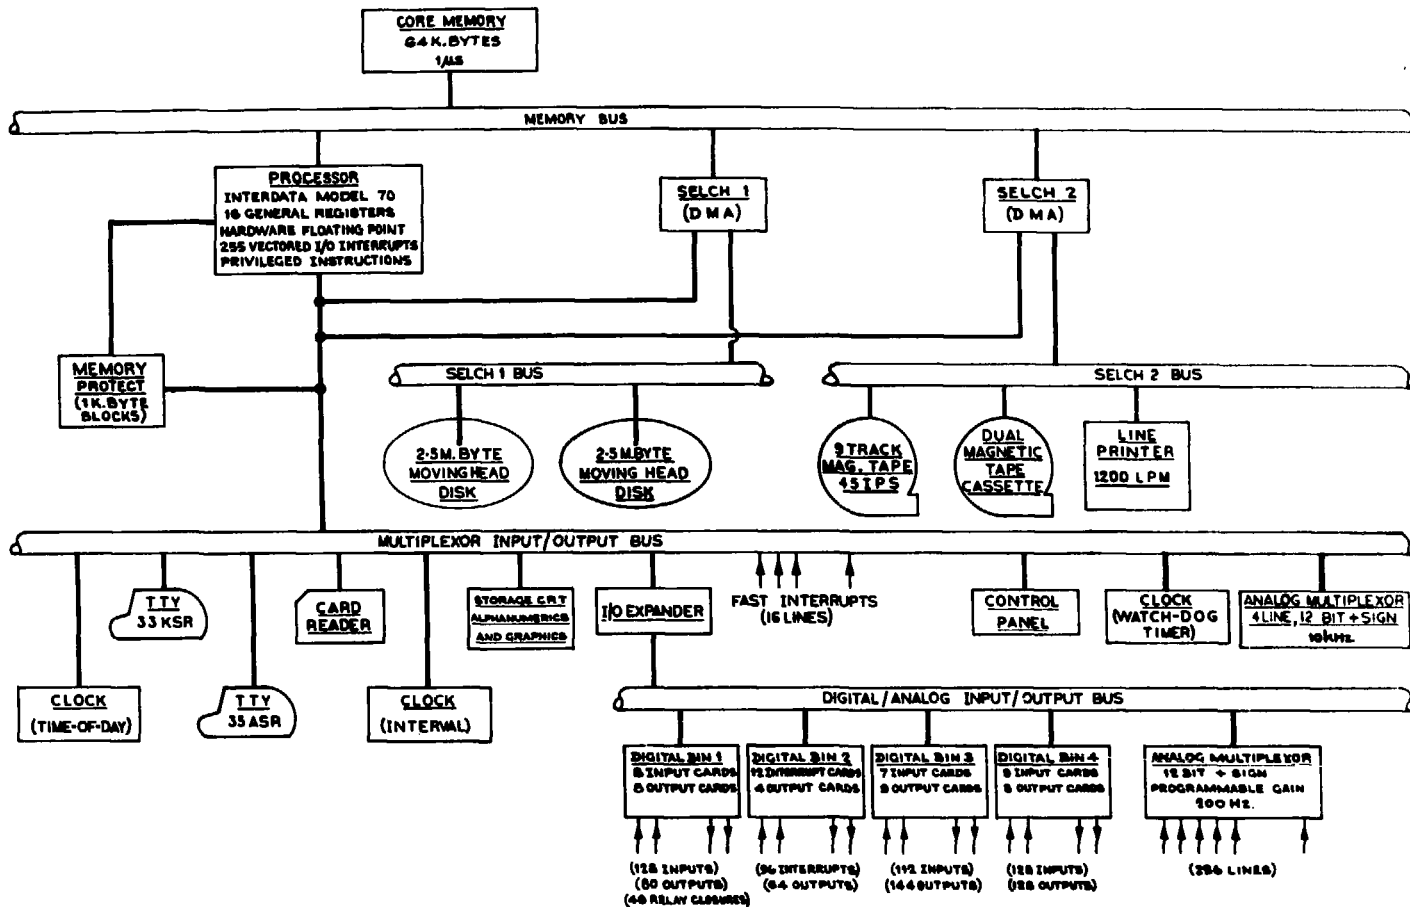 CORE MEMORY
64 K.BYTES
1µs
MEMORY BUS
PROCESSOR
INTERDATA MODEL 70
16 GENERAL REGISTERS
HARDWARE FLOATING POINT
255 VECTORED I/O INTERRUPTS
PRIVILEGED INSTRUCTIONS
SELCH 1
(DMA)
SELCH 2
(DMA)
MEMORY
PROTECT
(1K.BYTE
BLOCKS)
SELCH 1 BUS
SELCH 2 BUS
2·5M.BYTE
MOVING HEAD
DISK
2·5M.BYTE
MOVING HEAD
DISK
9 TRACK
MAG. TAPE
45 IPS
DUAL
MAGNETIC
TAPE
CASSETTE
LINE
PRINTER
1200 LPM
MULTIPLEXOR INPUT/OUTPUT BUS
TTY
33 KSR
CARD
READER
STORAGE C.R.T
ALPHANUMERICS
AND GRAPHICS
I/O EXPANDER
FAST INTERRUPTS
(16 LINES)
CONTROL
PANEL
CLOCK
(WATCH-DOG
TIMER)
ANALOG MULTIPLEXOR
4 LINE, 12 BIT + SIGN
10KHZ
CLOCK
(TIME-OF-DAY)
TTY
35 ASR
CLOCK
(INTERVAL)
DIGITAL/ANALOG INPUT/OUTPUT BUS
DIGITAL BIN 1
8 INPUT CARDS
8 OUTPUT CARDS
DIGITAL BIN 2
12 INTERRUPT CARDS
4 OUTPUT CARDS
DIGITAL BIN 3
7 INPUT CARDS
9 OUTPUT CARDS
DIGITAL BIN 4
INPUT CARDS
8 OUTPUT CARDS
ANALOG MULTIPLEXOR
12 BIT + SIGN
PROGRAMMABLE GAIN
200 HZ.
(128 INPUTS)
(80 OUTPUTS)
(48 RELAY CLOSURES)
(96 INTERRUPTS)
(64 OUTPUTS)
(112 INPUTS)
(144 OUTPUTS)
(128 INPUTS)
(128 OUTPUTS)
(256 LINES)